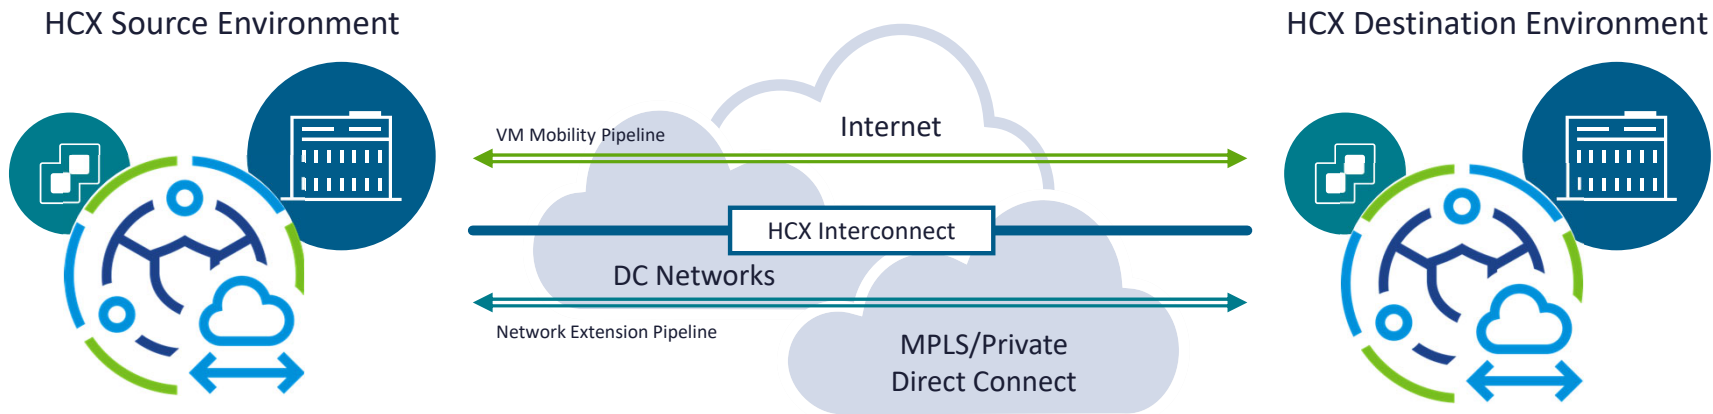 HCX Source Environment
HCX Destination Environment
Internet
VM Mobility Pipeline
HCX Interconnect
DC Networks
Network Extension Pipeline
MPLS/Private
Direct Connect